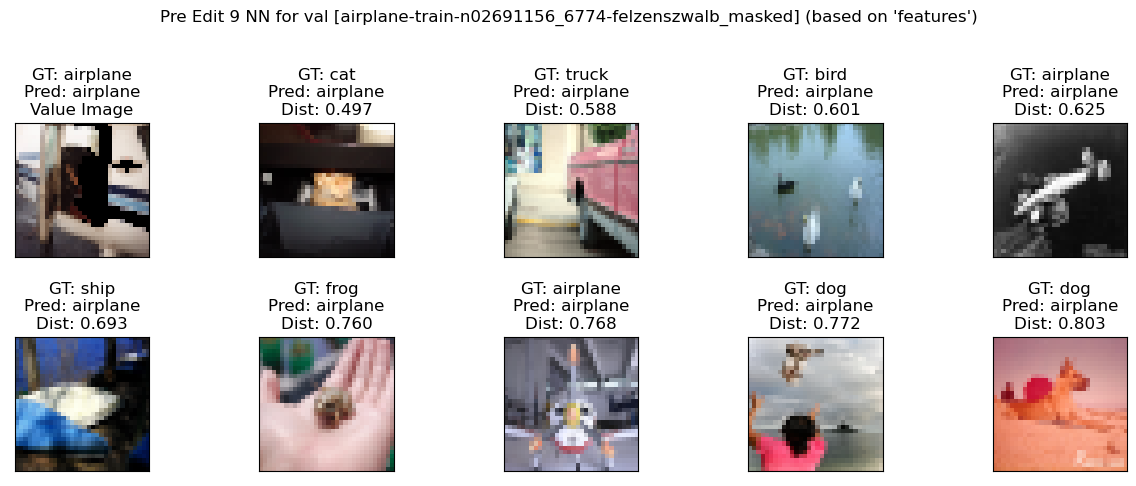 Pre Edit 9 NN for val [airplane-train-n02691156_6774-felzenszwalb_masked] (based on 'features')
GT: airplane
Pred: airplane
Value Image
GT: cat
Pred: airplane
Dist: 0.497
GT: truck
Pred: airplane
Dist: 0.588
GT: bird
Pred: airplane
Dist: 0.601
GT: airplane
Pred: airplane
Dist: 0.625
GT: ship
Pred: airplane
Dist: 0.693
GT: frog
Pred: airplane
Dist: 0.760
GT: airplane
Pred: airplane
Dist: 0.768
GT: dog
Pred: airplane
Dist: 0.772
GT: dog
Pred: airplane
Dist: 0.803